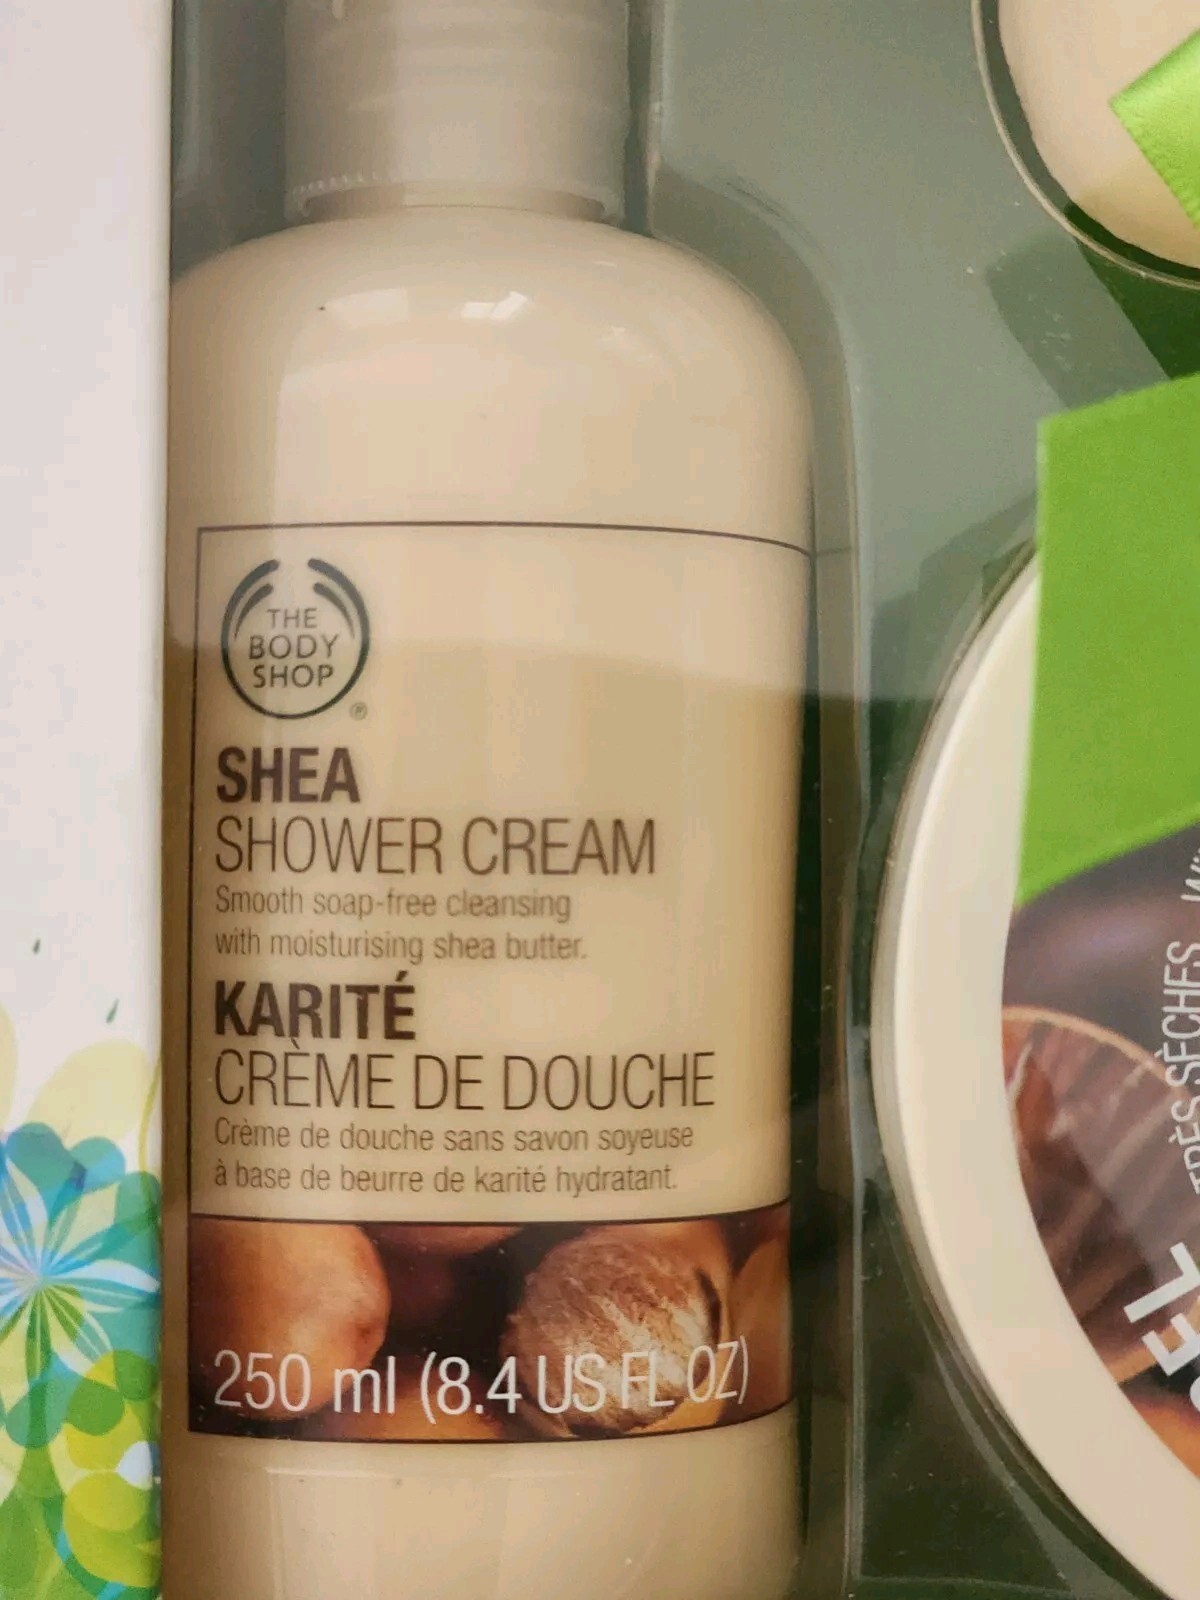 THE
BODY
SHOP
®
SHEA
SHOWER CREAM
Smooth soap-free cleansing
with moisturising shea butter.
KARITÉ
CRÈME DE DOUCHE
Crème de douche sans savon soyeuse
à base de beurre de karité hydratant.
250 ml (8.4 US FL OZ)
TRÈS SÈCHES